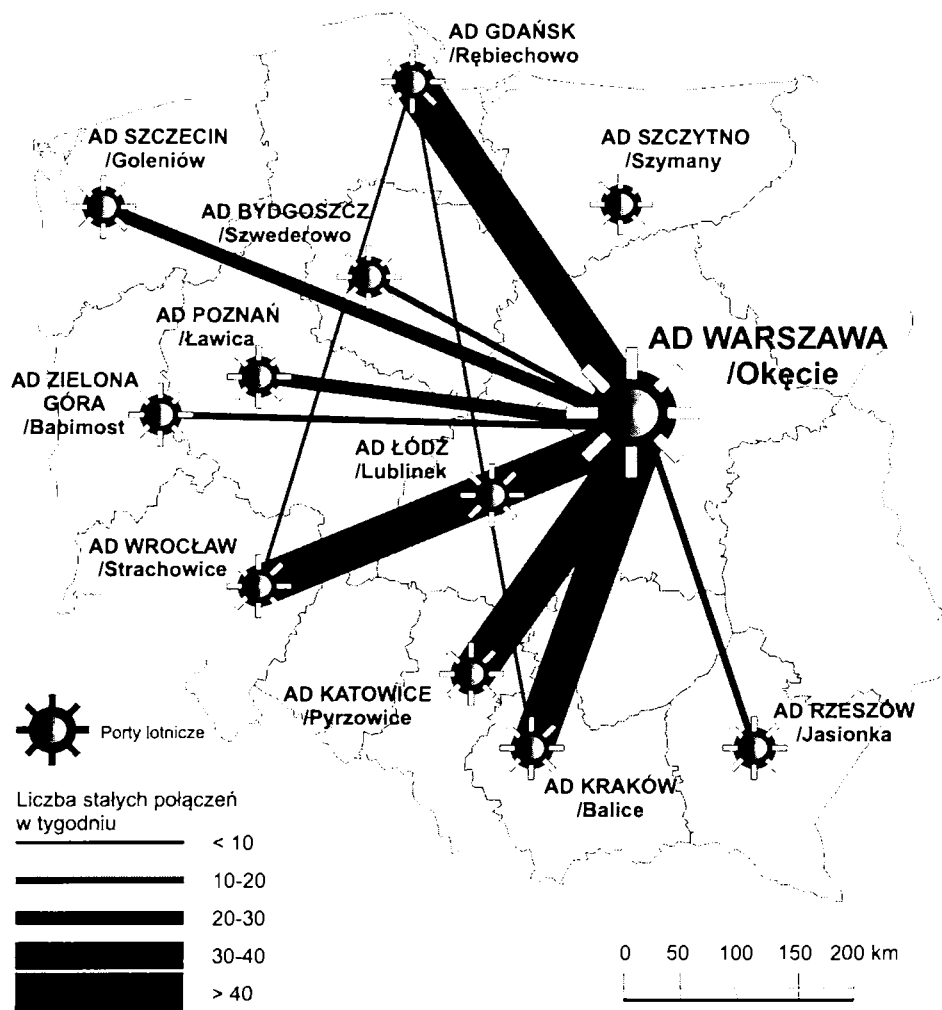 AD GDAŃSK
/Rębiechowo
AD SZCZECIN
/Goleniów
AD SZCZYTNO
/Szymany
AD BYDGOSZCZ
/Szwederowo
AD POZNAŃ
/Ławica
AD WARSZAWA
/Okęcie
AD ZIELONA
GÓRA
/Babimost
AD ŁÓDŹ
/Lublinek
AD WROCŁAW
/Strachowice
AD KATOWICE
/Pyrzowice
AD RZESZÓW
/Jasionka
AD KRAKÓW
/Balice
Porty lotnicze
Liczba stałych połączeń
w tygodniu
< 10
10-20
20-30
30-40
> 40
0 50 100 150 200 km